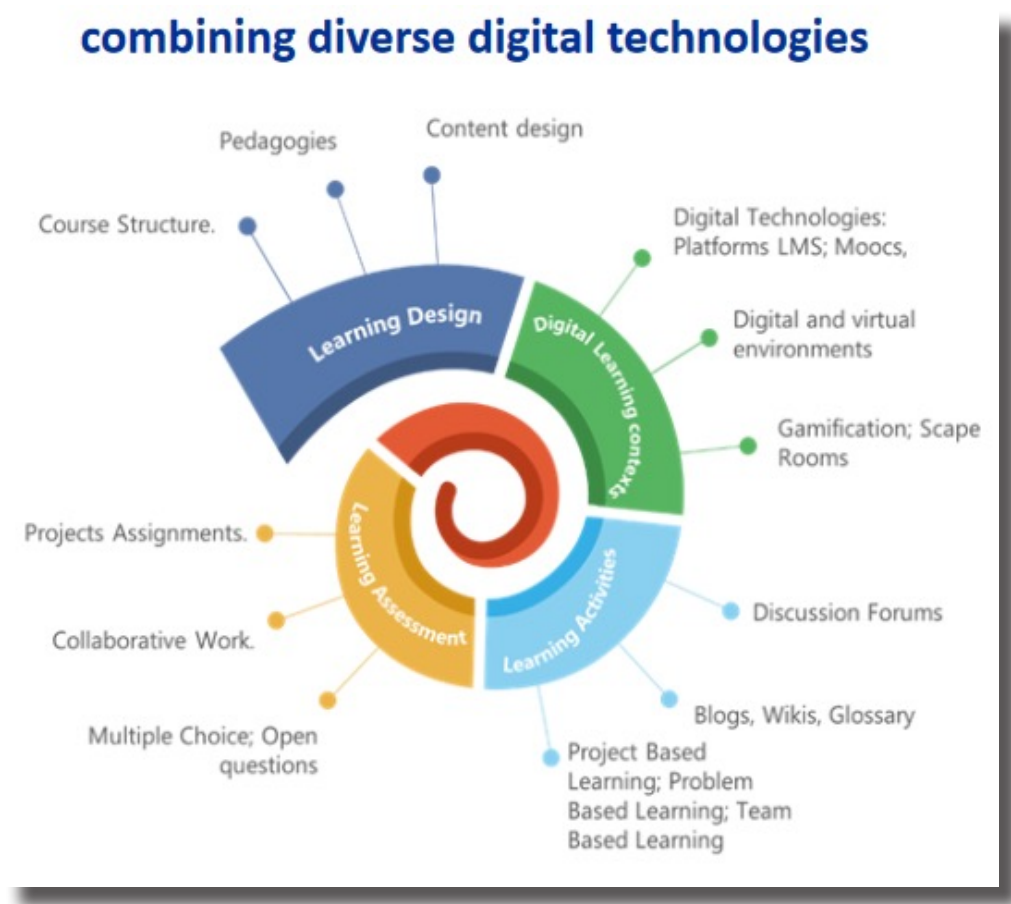 combining diverse digital technologies
Pedagogies
Content design
Course Structure.
Digital Technologies:
Platforms LMS; Moocs,
Learning Design
Digital Learning contexts
Digital and virtual
environments
Gamification; Scape
Rooms
Projects Assignments.
Learning Assessment
Learning Activities
Collaborative Work.
Discussion Forums
Multiple Choice; Open
questions
Blogs, Wikis, Glossary
Project Based
Learning; Problem
Based Learning; Team
Based Learning